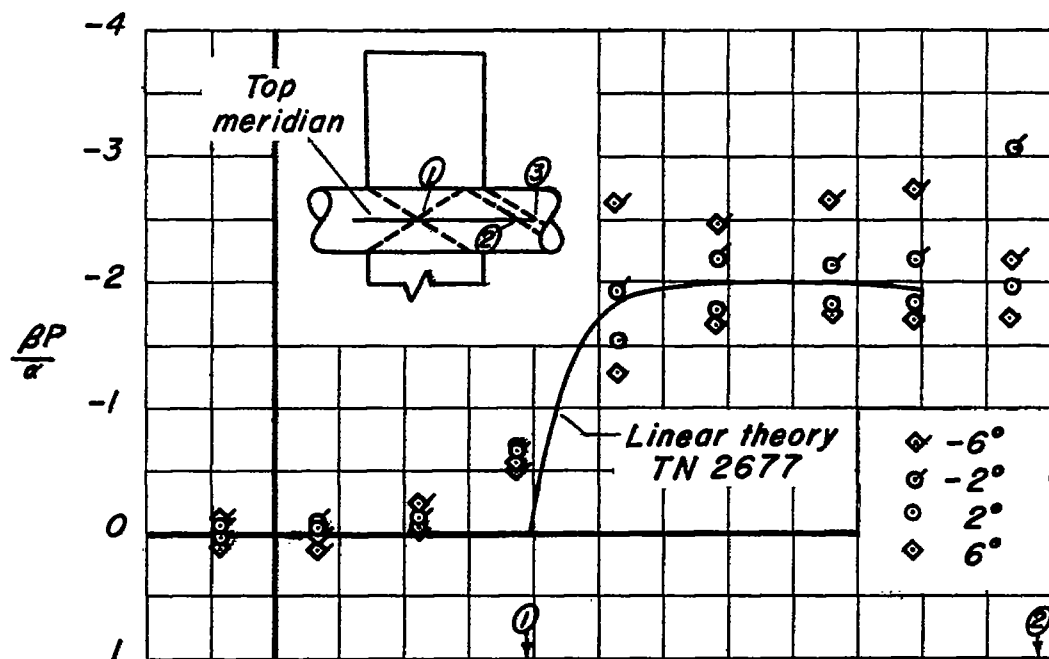 -4
-3
-2
-1
0
1
βP
α
Top
meridian
1
3
2
Linear theory
TN 2677
-6°
-2°
2°
6°
1
2